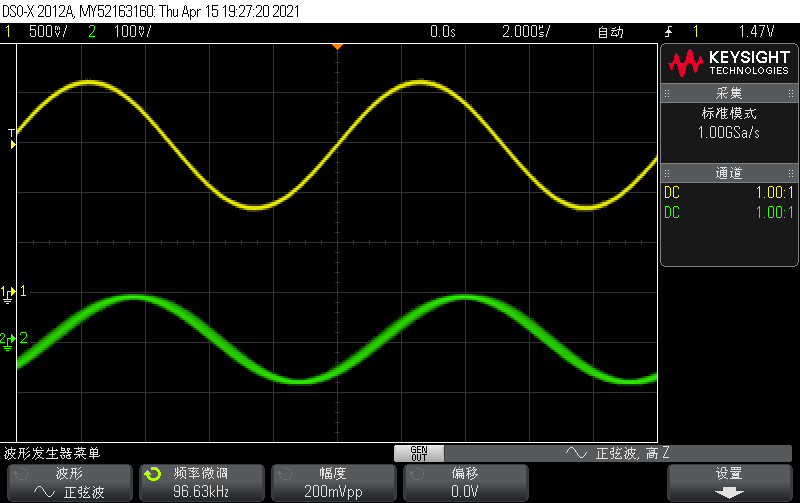 DSO-X 2012A, MY52163160: Thu Apr 15 19:27:20 2021
1 500mV/ 2 100mV/ 0.0s 2.000us/ 自动 1 1.47V
KEYSIGHT
TECHNOLOGIES
采集
标准模式
1.00GSa/s
通道
DC 1.00:1
DC 1.00:1
T
1 1
2 2
波形发生器菜单
GEN OUT
正弦波, 高 Z
波形
正弦波
频率微调
96.63kHz
幅度
200mVpp
偏移
0.0V
设置